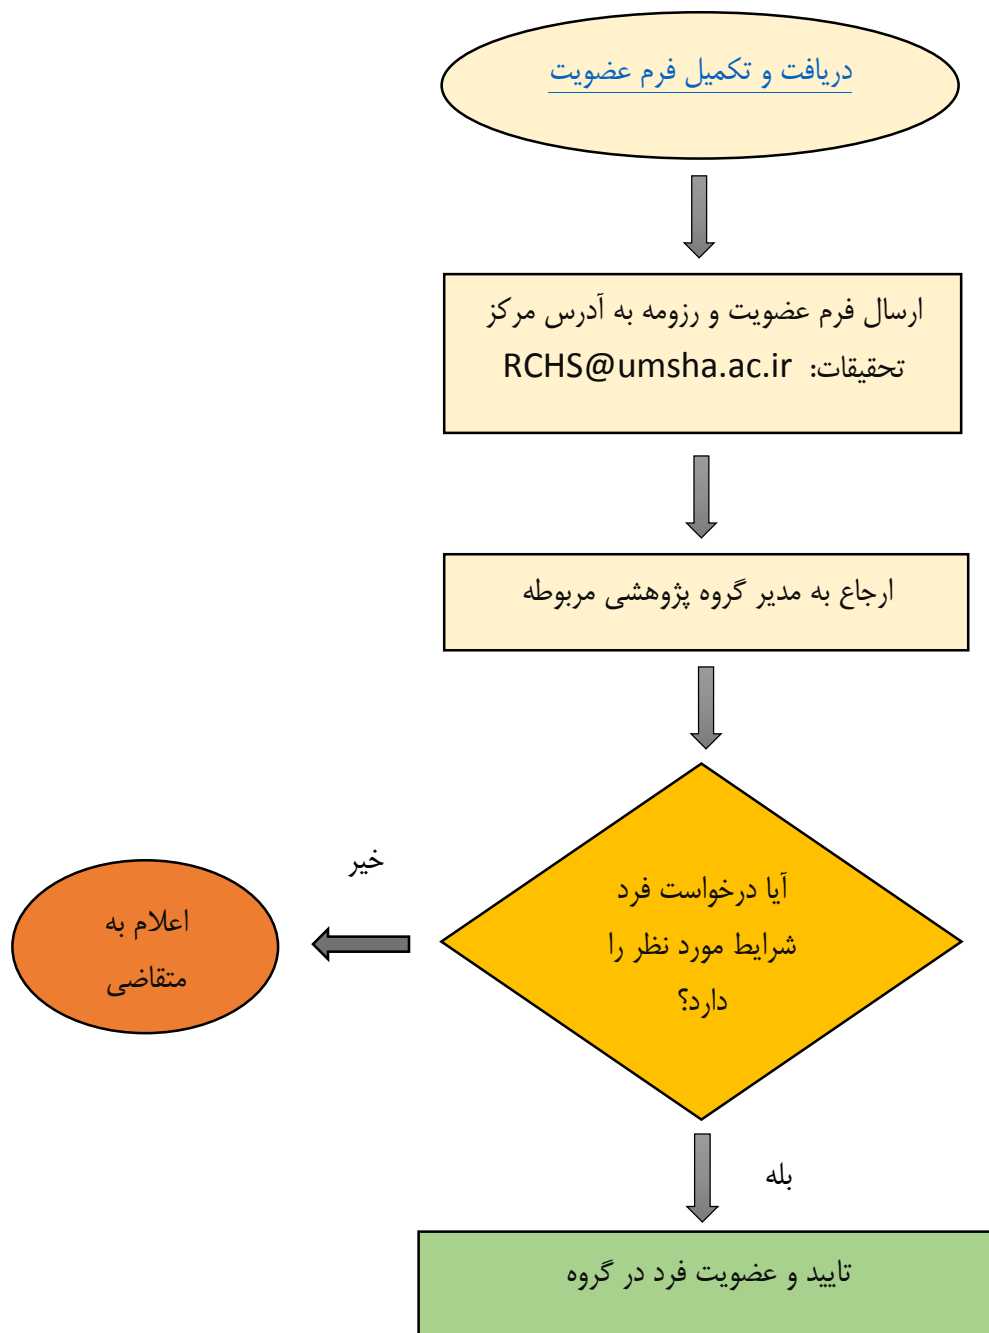 دریافت و تکمیل فرم عضویت
ارسال فرم عضویت و رزومه به آدرس مرکز
تحقیقات: RCHS@umsha.ac.ir
ارجاع به مدیر گروه پژوهشی مربوطه
آیا درخواست فرد
شرایط مورد نظر را
دارد؟
خیر
اعلام به
متقاضی
بله
تایید و عضویت فرد در گروه